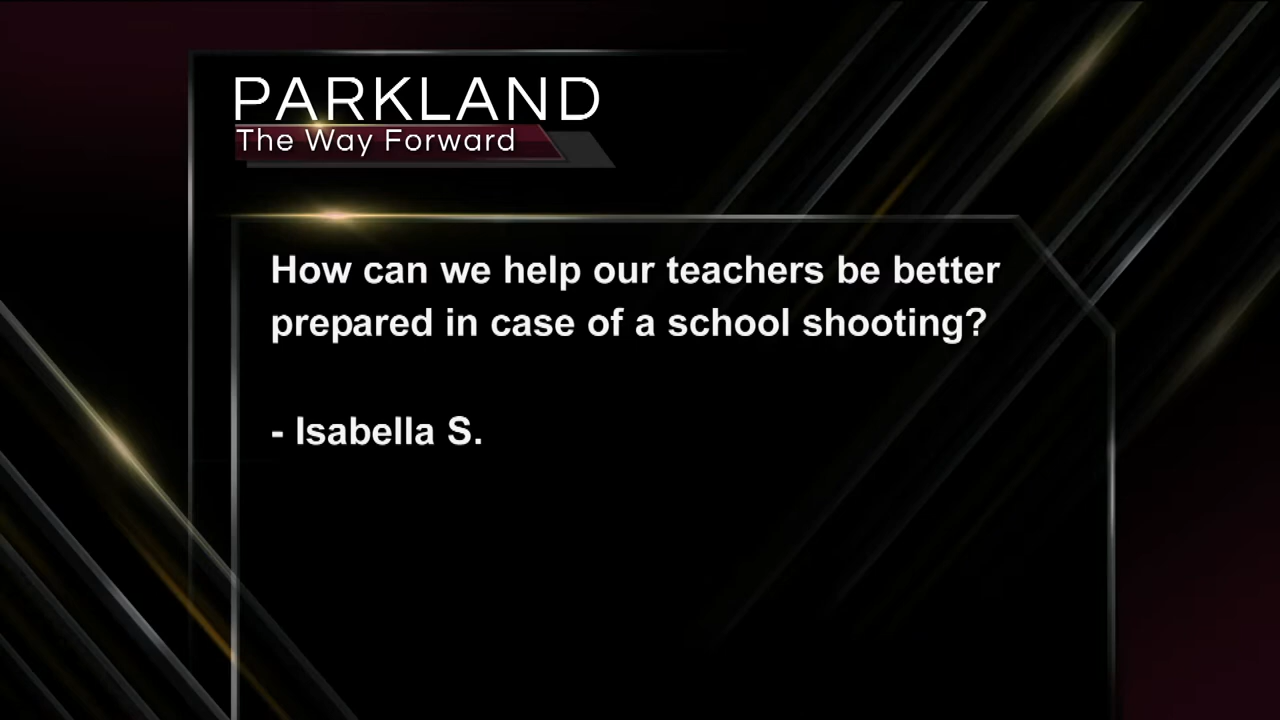 PARKLAND
The Way Forward
How can we help our teachers be better
prepared in case of a school shooting?
- Isabella S.